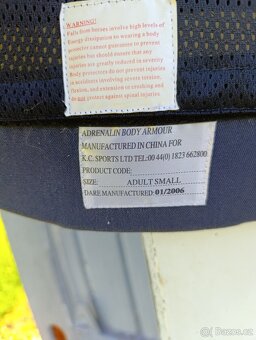 WARNING!
Falls from horses involve high levels of
Energy dissipation so wearing a body
protector cannot guarantee to prevent
injuries but should ensure that any
injuries are greatly reduced in severity
Body protectors do not prevent injuries
in accidents involving severe torsion,
flexion, and extension of crushing and
do not protect against spinal injuries.
ADRENALIN BODY ARMOUR
MANUFACTURED IN CHINA FOR
K.C. SPORTS LTD TEL:00 44(0) 1823 662800
PRODUCT CODE:
SIZE: ADULT SMALL
DARE MANUFACTURED: 01/2006
sbazar.cz